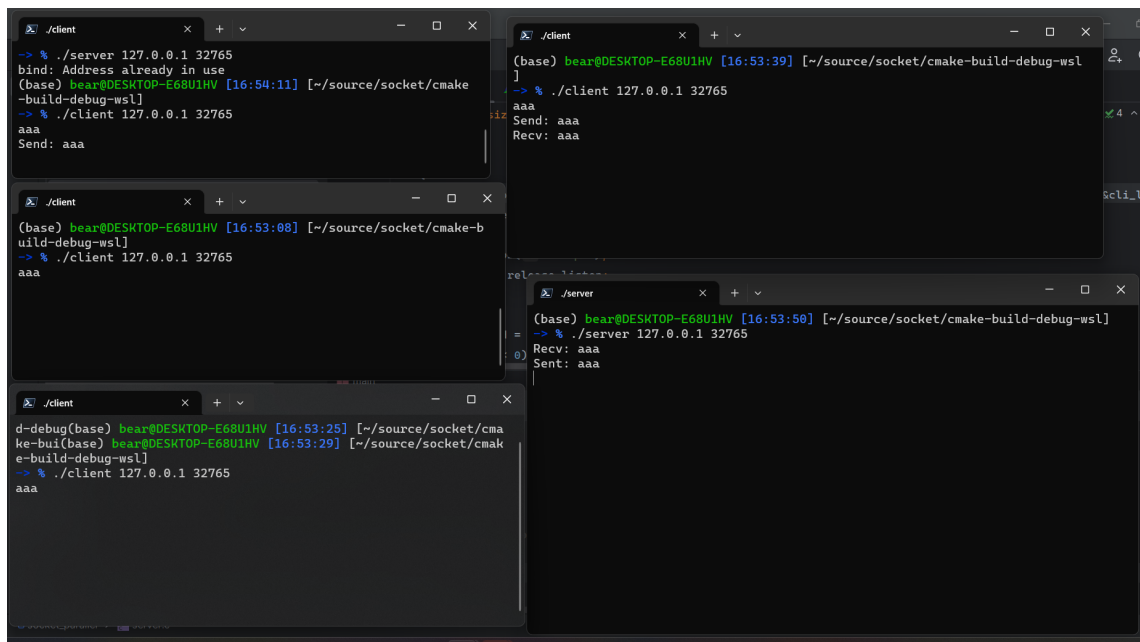 ./client
-> % ./server 127.0.0.1 32765
bind: Address already in use
(base) bear@DESKTOP-E68U1HV [16:54:11] [~/source/socket/cmake
-build-debug-wsl]
-> % ./client 127.0.0.1 32765
aaa
Send: aaa
./client
(base) bear@DESKTOP-E68U1HV [16:53:39] [~/source/socket/cmake-build-debug-wsl
]
-> % ./client 127.0.0.1 32765
aaa
Send: aaa
Recv: aaa
4
siz
&cli_l
./client
(base) bear@DESKTOP-E68U1HV [16:53:08] [~/source/socket/cmake-b
uild-debug-wsl]
-> % ./client 127.0.0.1 32765
aaa
./server
(base) bear@DESKTOP-E68U1HV [16:53:50] [~/source/socket/cmake-build-debug-wsl]
-> % ./server 127.0.0.1 32765
Recv: aaa
Sent: aaa
=
: 0)
./client
d-debug(base) bear@DESKTOP-E68U1HV [16:53:25] [~/source/socket/cma
ke-bui(base) bear@DESKTOP-E68U1HV [16:53:29] [~/source/socket/cmak
e-build-debug-wsl]
-> % ./client 127.0.0.1 32765
aaa